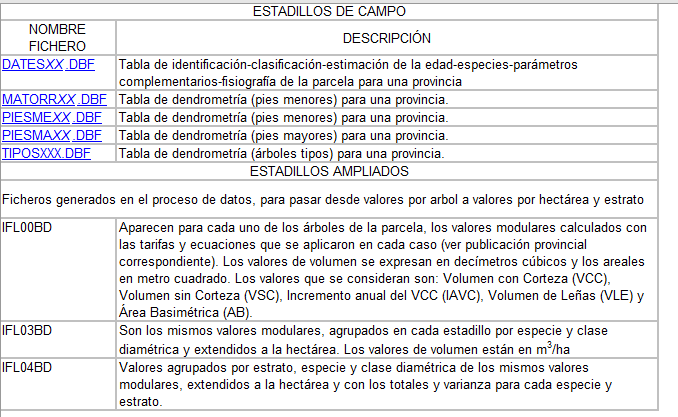 ESTADILLOS DE CAMPO
NOMBRE
FICHERO
DESCRIPCIÓN
DATESXX .DBF
Tabla de identificación-clasificación-estimación de la edad-especies-parámetros
complementarios-fisiografía de la parcela para una provincia
MATORRXX .DBF
Tabla de dendrometría (pies menores) para una provincia.
PIESMEXX .DBF
Tabla de dendrometría (pies menores) para una provincia.
PIESMAXX .DBF
Tabla de dendrometría (pies mayores) para una provincia.
TIPOSXXX.DBF
Tabla de dendrometría (árboles tipos) para una provincia.
ESTADILLOS AMPLIADOS
Ficheros generados en el proceso de datos, para pasar desde valores por arbol a valores por hectárea y estrato
IFL00BD
Aparecen para cada uno de los árboles de la parcela, los valores modulares calculados con
las tarifas y ecuaciones que se aplicaron en cada caso (ver publicación provincial
correspondiente). Los valores de volumen se expresan en decímetros cúbicos y los areales
en metro cuadrado. Los valores que se consideran son: Volumen con Corteza (VCC),
Volumen sin Corteza (VSC), Incremento anual del VCC (IAVC), Volumen de Leñas (VLE) y
Área Basimétrica (AB).
IFL03BD
Son los mismos valores modulares, agrupados en cada estadillo por especie y clase
diamétrica y extendidos a la hectárea. Los valores de volumen están en m³/ha
IFL04BD
Valores agrupados por estrato, especie y clase diamétrica de los mismos valores
modulares, extendidos a la hectárea y con los totales y varianza para cada especie y
estrato.